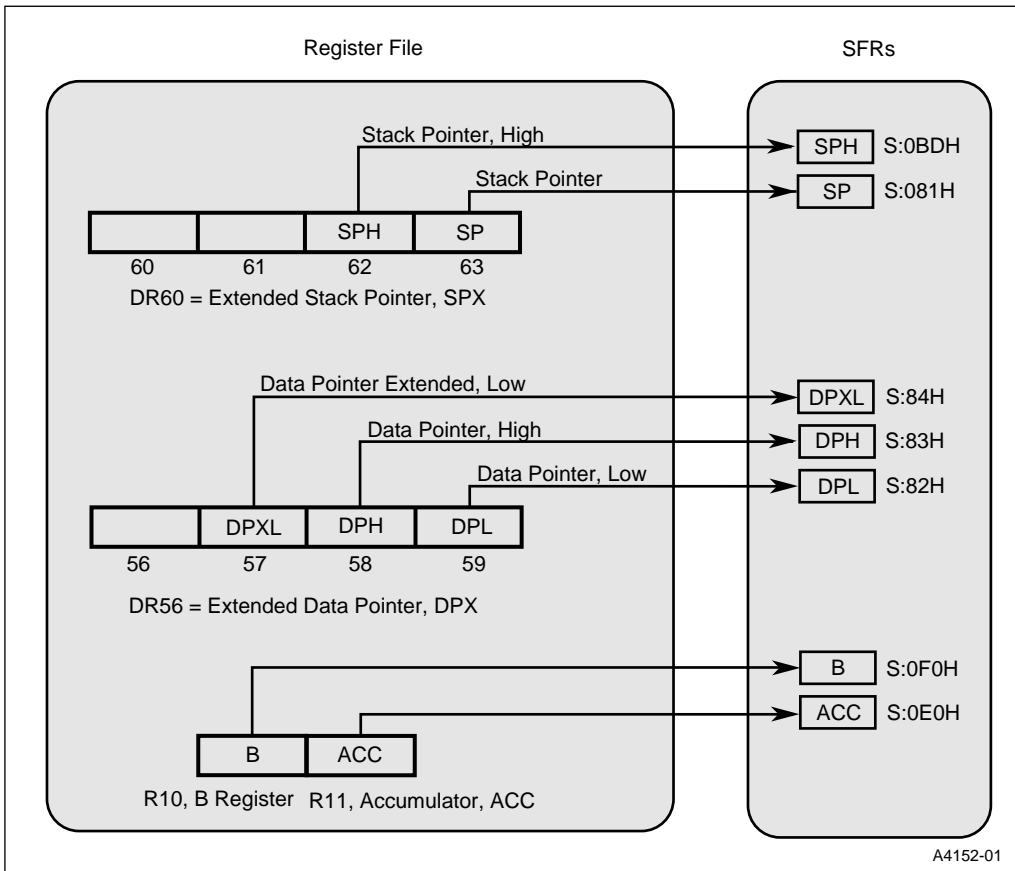 Register File
SFRs
Stack Pointer, High
SPH S:0BDH
Stack Pointer
SP S:081H
SPH SP
60 61 62 63
DR60 = Extended Stack Pointer, SPX
Data Pointer Extended, Low
DPXL S:84H
Data Pointer, High
DPH S:83H
Data Pointer, Low
DPL S:82H
DPXL DPH DPL
56 57 58 59
DR56 = Extended Data Pointer, DPX
B S:0F0H
ACC S:0E0H
B ACC
R10, B Register R11, Accumulator, ACC
A4152-01